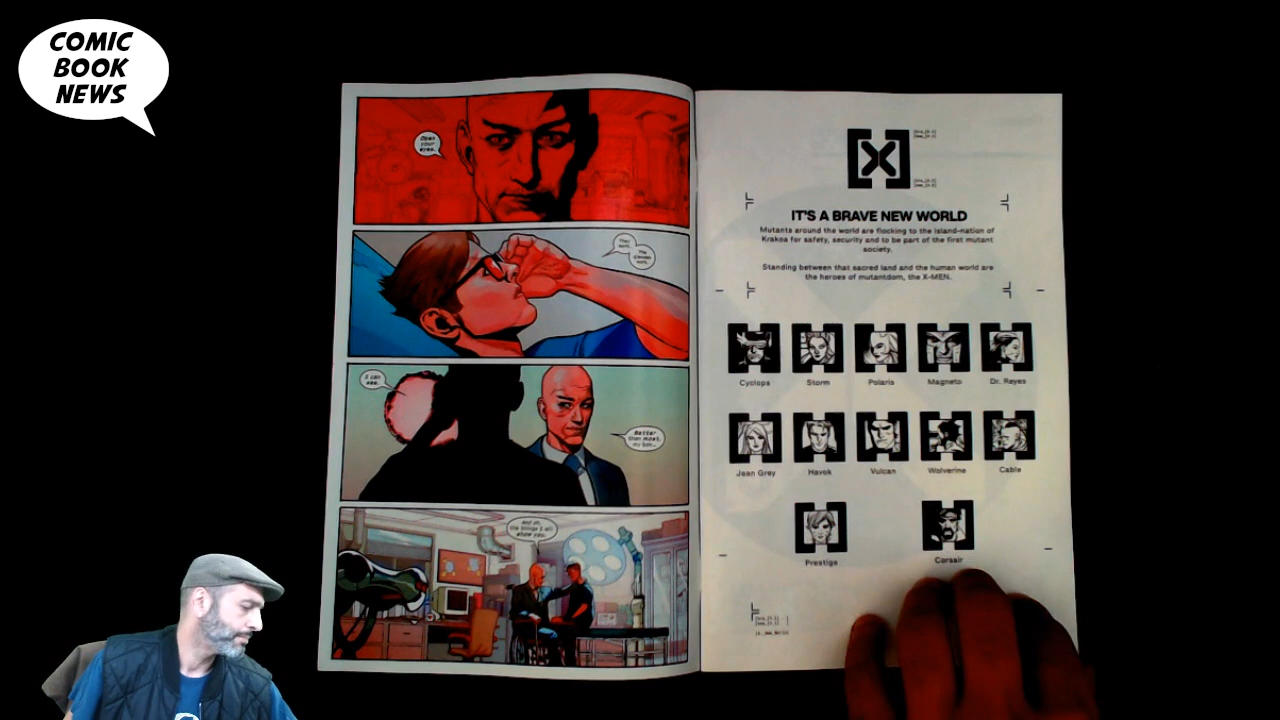 COMIC
BOOK
NEWS
Open
your
eyes.
They
work.
The
glasses
work.
I can
see.
Better
than most,
my son...
And oh,
the things I will
show you.
IT'S A BRAVE NEW WORLD
Mutants around the world are flocking to the island-nation of
Krakoa for safety, security and to be part of the first mutant
society.
Standing between that sacred land and the human world are
the heroes of mutantdom, the X-MEN.
Cyclops
Storm
Polaris
Magneto
Dr. Reyes
Jean Grey
Havok
Vulcan
Wolverine
Cable
Prestige
Corsair